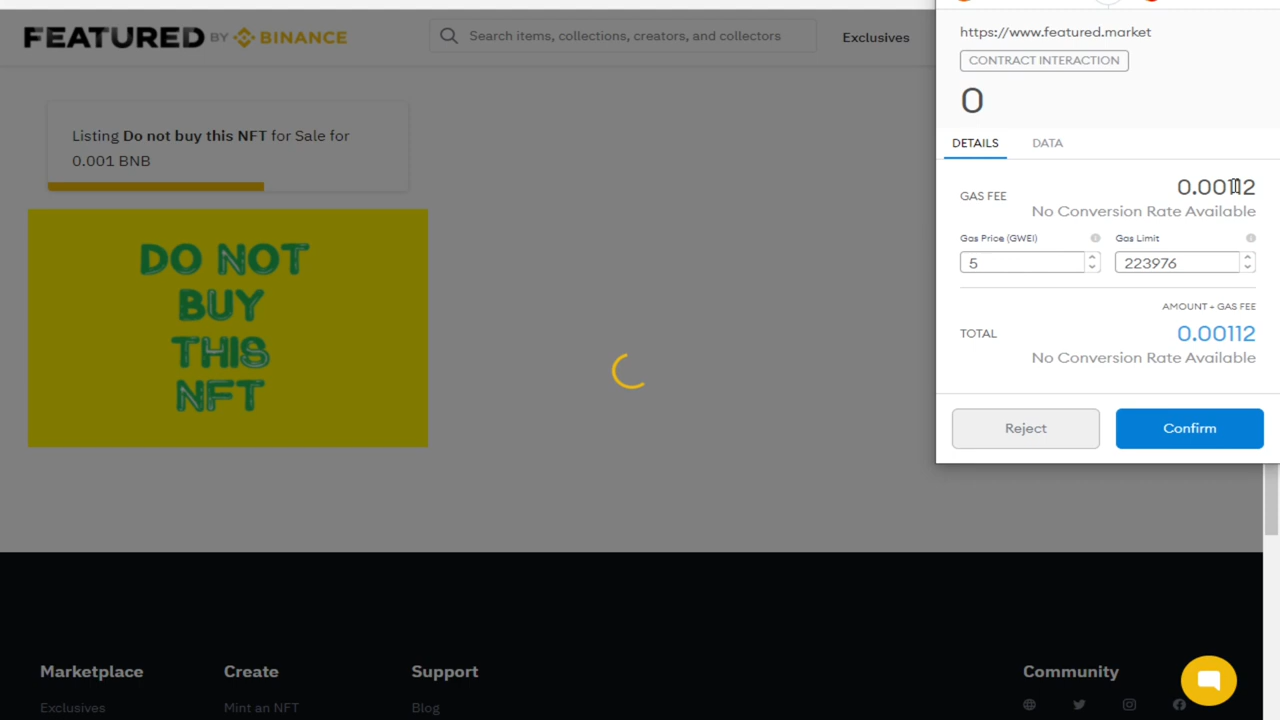 FEATURED BY BINANCE
Search items, collections, creators, and collectors
Exclusives
Listing Do not buy this NFT for Sale for
0.001 BNB
DO NOT
BUY
THIS
NFT
https://www.featured.market
CONTRACT INTERACTION
0
DETAILS
DATA
GAS FEE
0.00112
No Conversion Rate Available
Gas Price (GWEI)
Gas Limit
5
223976
AMOUNT + GAS FEE
TOTAL
0.00112
No Conversion Rate Available
Reject
Confirm
Marketplace
Create
Support
Community
Exclusives
Mint an NFT
Blog